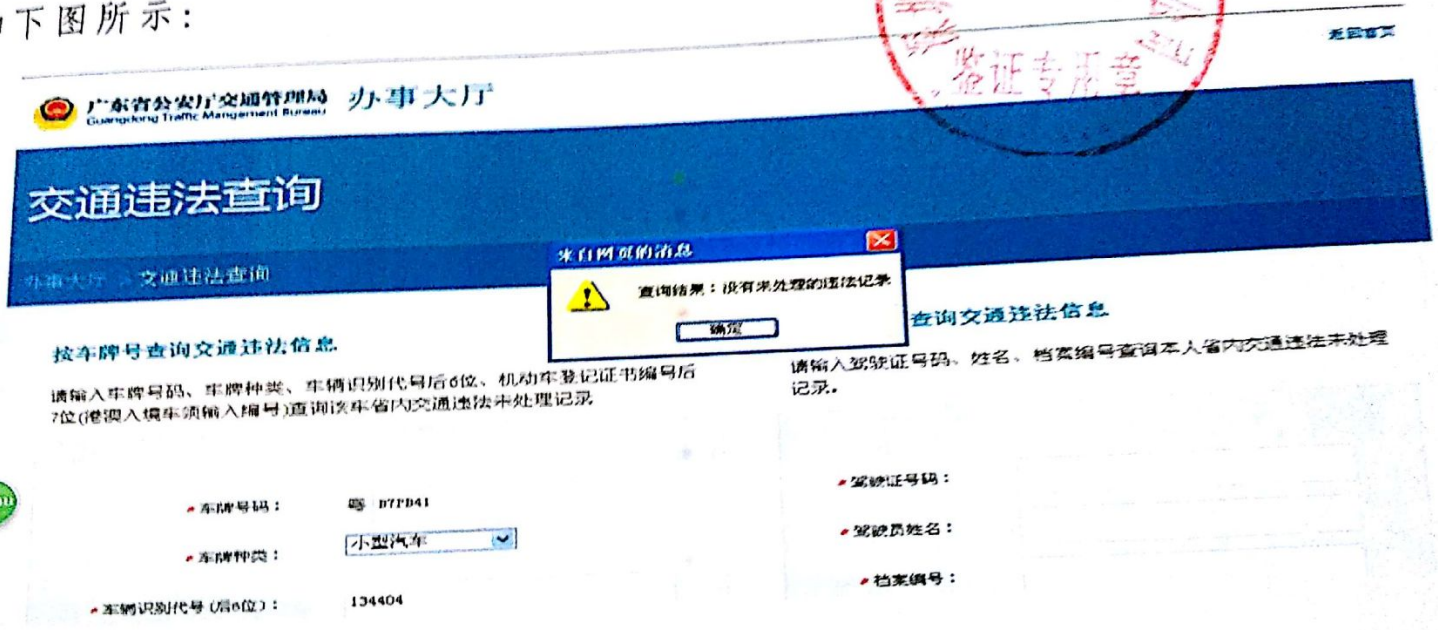 下图所示：
鉴证专用章
返回首页
广东省公安厅交通管理局 办事大厅
Guangdong Traffic Mangement Bureau
交通违法查询
办事大厅 > 交通违法查询
来自网页的消息
查询结果：没有未处理的违法记录
确定
按车牌号查询交通违法信息
请输入车牌号码、车牌种类、车辆识别代号后6位、机动车登记证书编号后
7位(港澳入境车须输入编号)查询该车省内交通违法未处理记录
*车牌号码： 粤
*车牌种类： 小型汽车
*车辆识别代号(后6位)： 134404
查询交通违法信息
请输入驾驶证号码、姓名、档案编号查询本人省内交通违法未处理
记录。
*驾驶证号码：
*驾驶员姓名：
*档案编号：